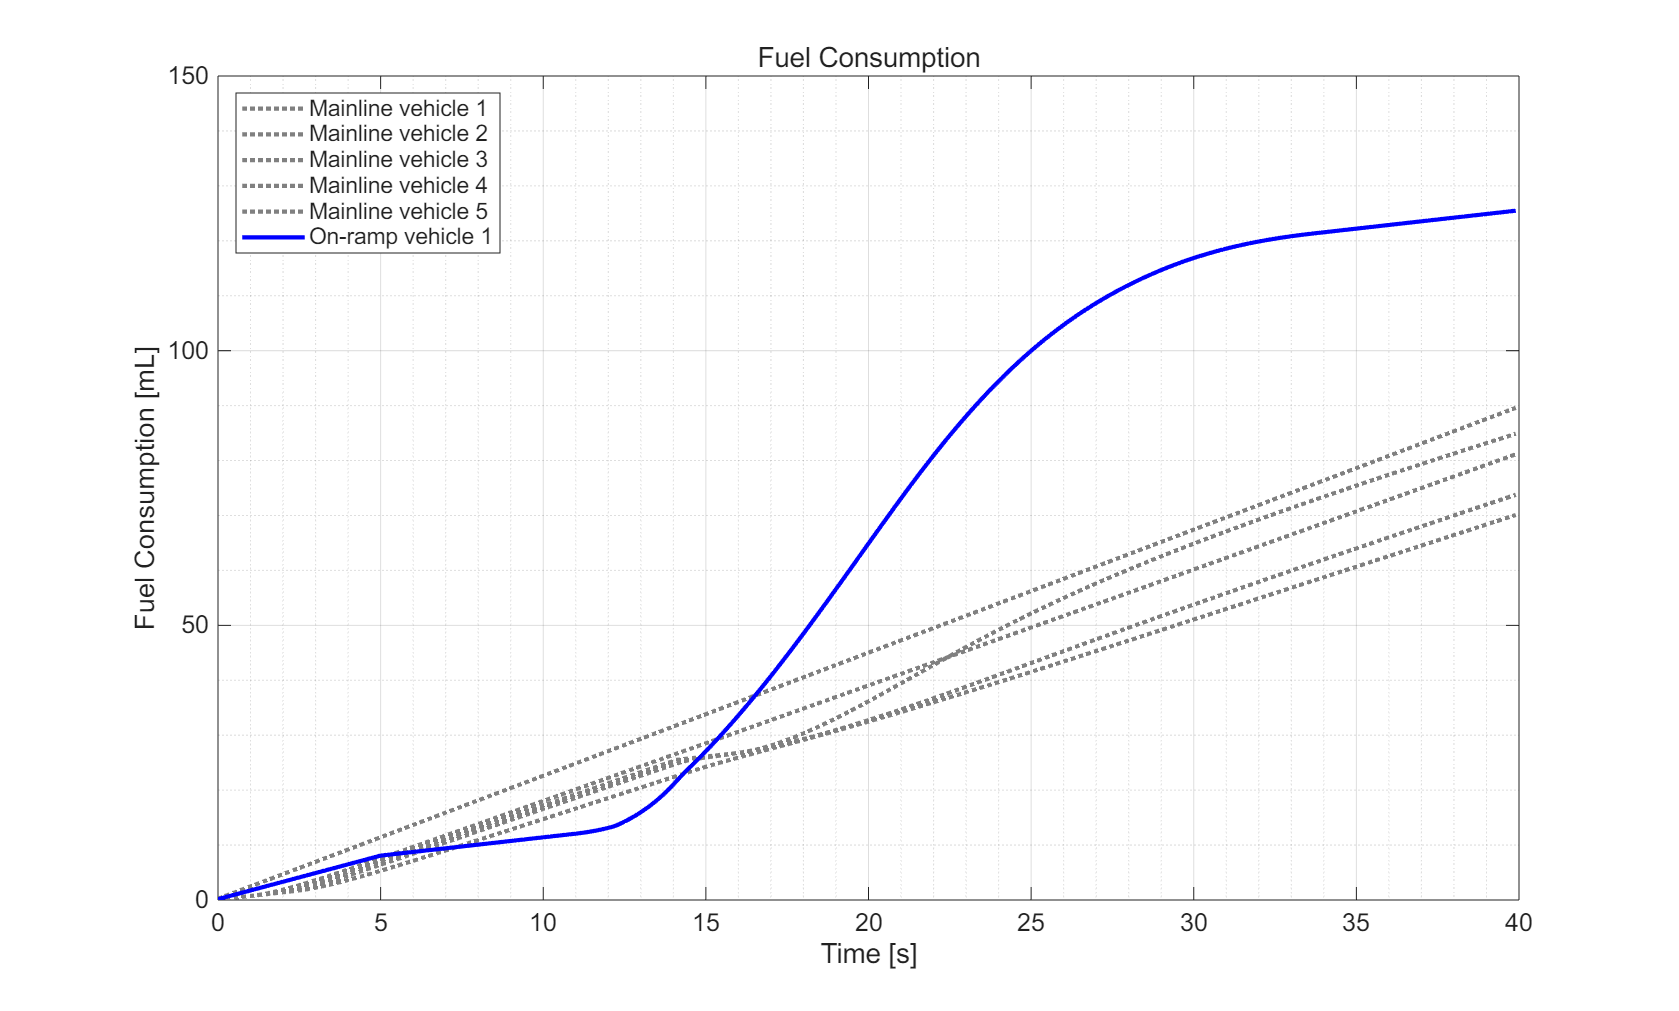 Fuel Consumption
150
100
50
0
Fuel Consumption [mL]
Mainline vehicle 1
Mainline vehicle 2
Mainline vehicle 3
Mainline vehicle 4
Mainline vehicle 5
On-ramp vehicle 1
0 5 10 15 20 25 30 35 40
Time [s]